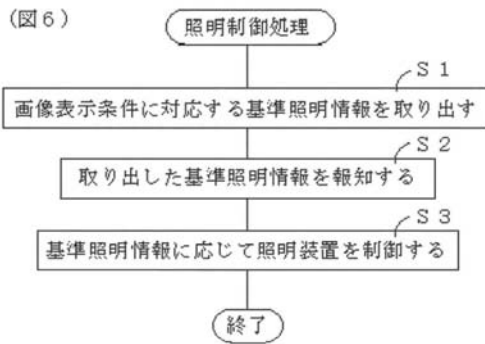 (図6)
照明制御処理
S1
画像表示条件に対応する基準照明情報を取り出す
S2
取り出した基準照明情報を報知する
S3
基準照明情報に応じて照明装置を制御する
終了